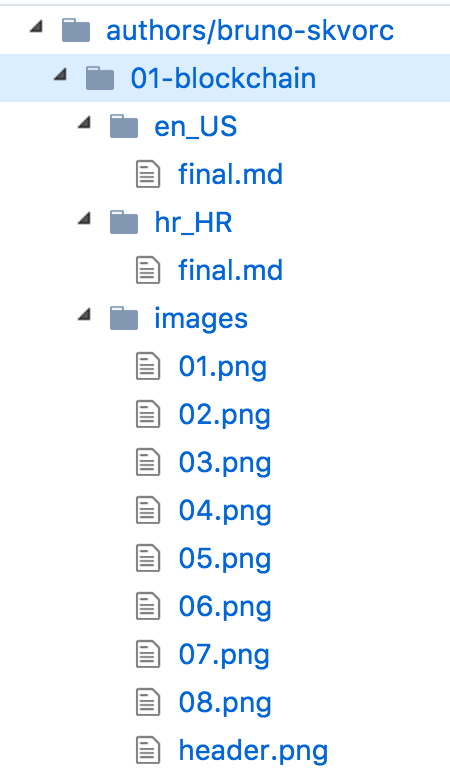 authors/bruno-skvorc
01-blockchain
en_US
final.md
hr_HR
final.md
images
01.png
02.png
03.png
04.png
05.png
06.png
07.png
08.png
header.png